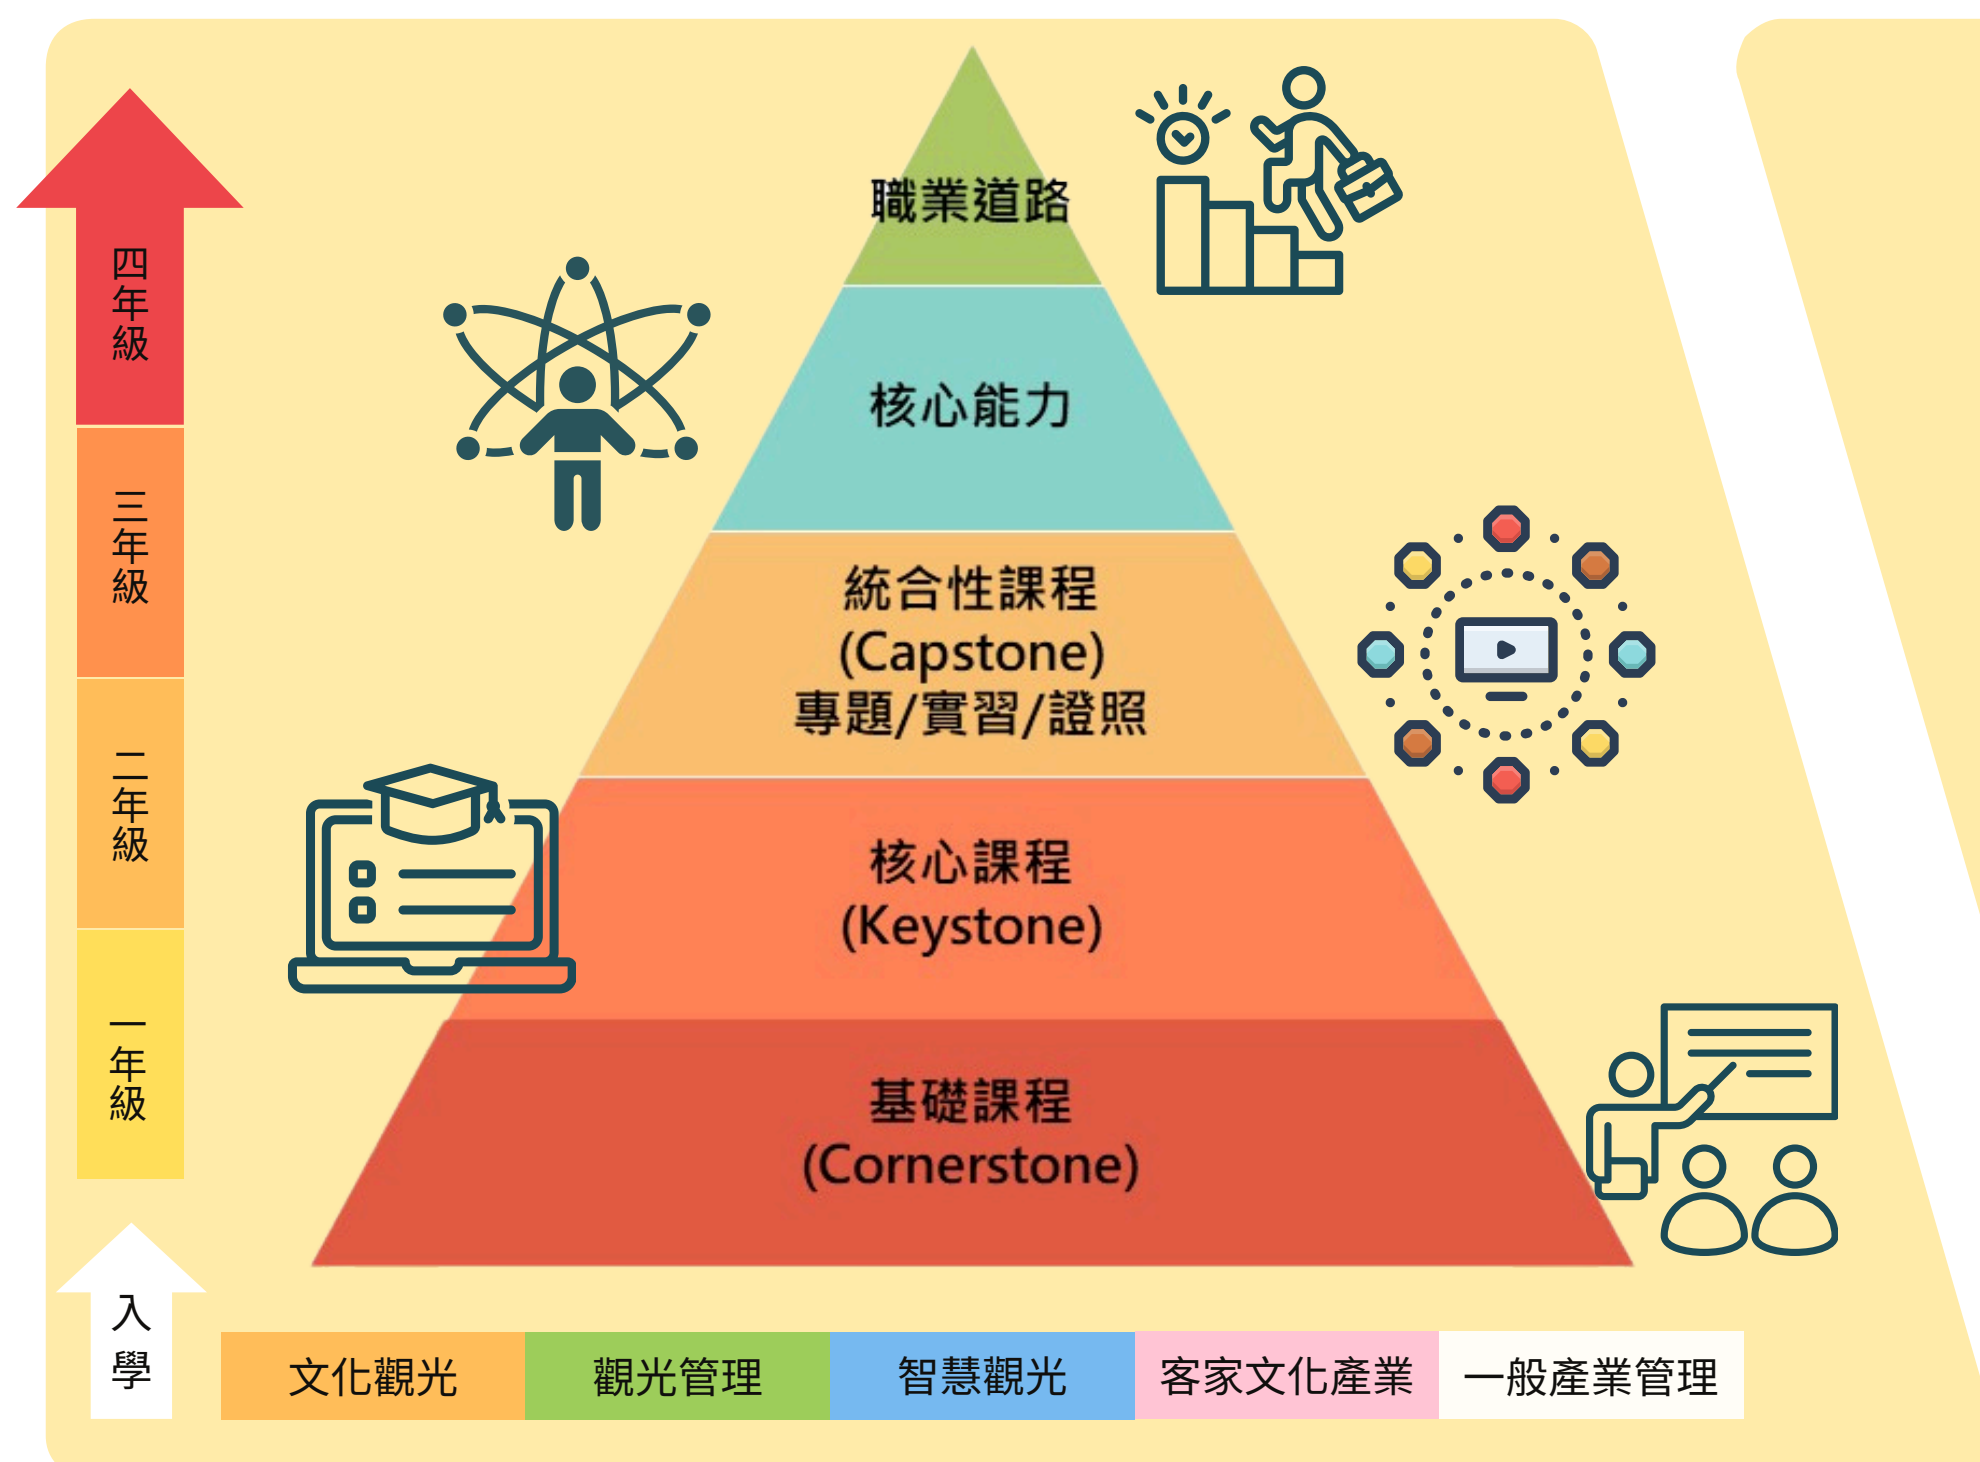 職業道路
核心能力
統合性課程
(Capstone)
專題/實習/證照
核心課程
(Keystone)
基礎課程
(Cornerstone)
四年級
三年級
二年級
一年級
入學
文化觀光
觀光管理
智慧觀光
客家文化產業
一般產業管理